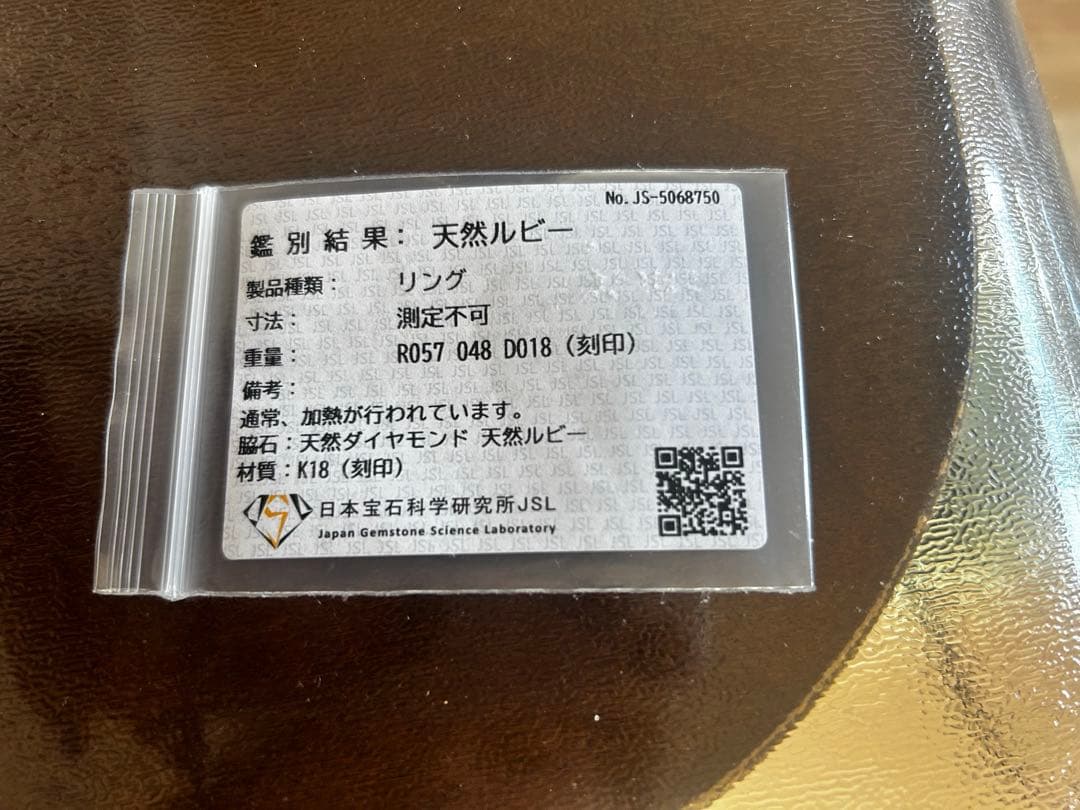 No. JS-5068750
鑑別結果： 天然ルビー
製品種類： リング
寸法： 測定不可
重量： R057 048 D018（刻印）
備考：
通常、加熱が行われています。
脇石：天然ダイヤモンド 天然ルビー
材質：K18（刻印）
日本宝石科学研究所JSL
Japan Gemstone Science Laboratory